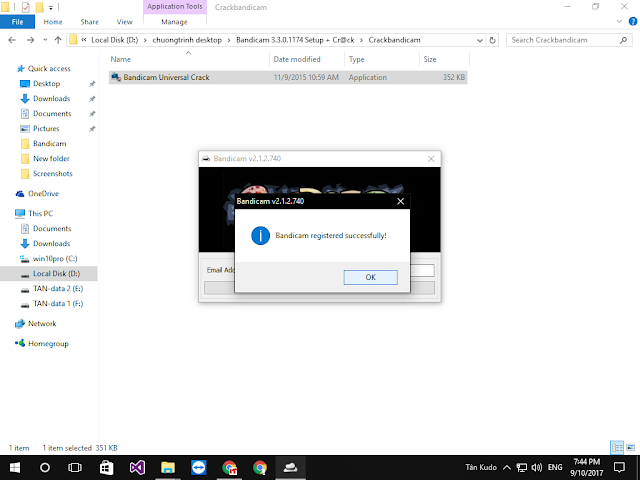 Application Tools
Crackbandicam
File Home Share View Manage
« Local Disk (D:) › chuongtrinh desktop › Bandicam 3.3.0.1174 Setup + Cr@ck › Crackbandicam
Search Crackbandicam
Name Date modified Type Size
Bandicam Universal Crack 11/9/2015 10:59 AM Application 352 KB
Quick access
Desktop
Downloads
Documents
Pictures
Bandicam
New folder
Screenshots
OneDrive
This PC
Documents
Downloads
win10pro (C:)
Local Disk (D:)
TAN-data 2 (E:)
TAN-data 1 (F:)
Network
Homegroup
Bandicam v2.1.2.740
Bandicam v2.1.2.740
Bandicam registered successfully!
Email Add
OK
1 item 1 item selected 351 KB
Tân Kudo
ENG
7:44 PM
9/10/2017